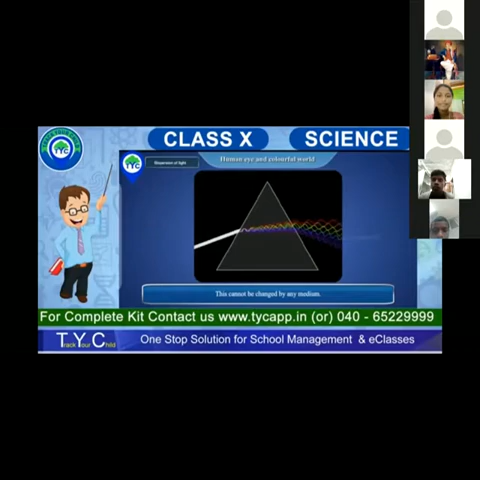 CLASS X
SCIENCE
TYC
Dispersion of light
Human eye and colourful world
This cannot be changed by any medium.
For Complete Kit Contact us www.tycapp.in (or) 040 - 65229999
TYC
Track Your Child
One Stop Solution for School Management & eClasses